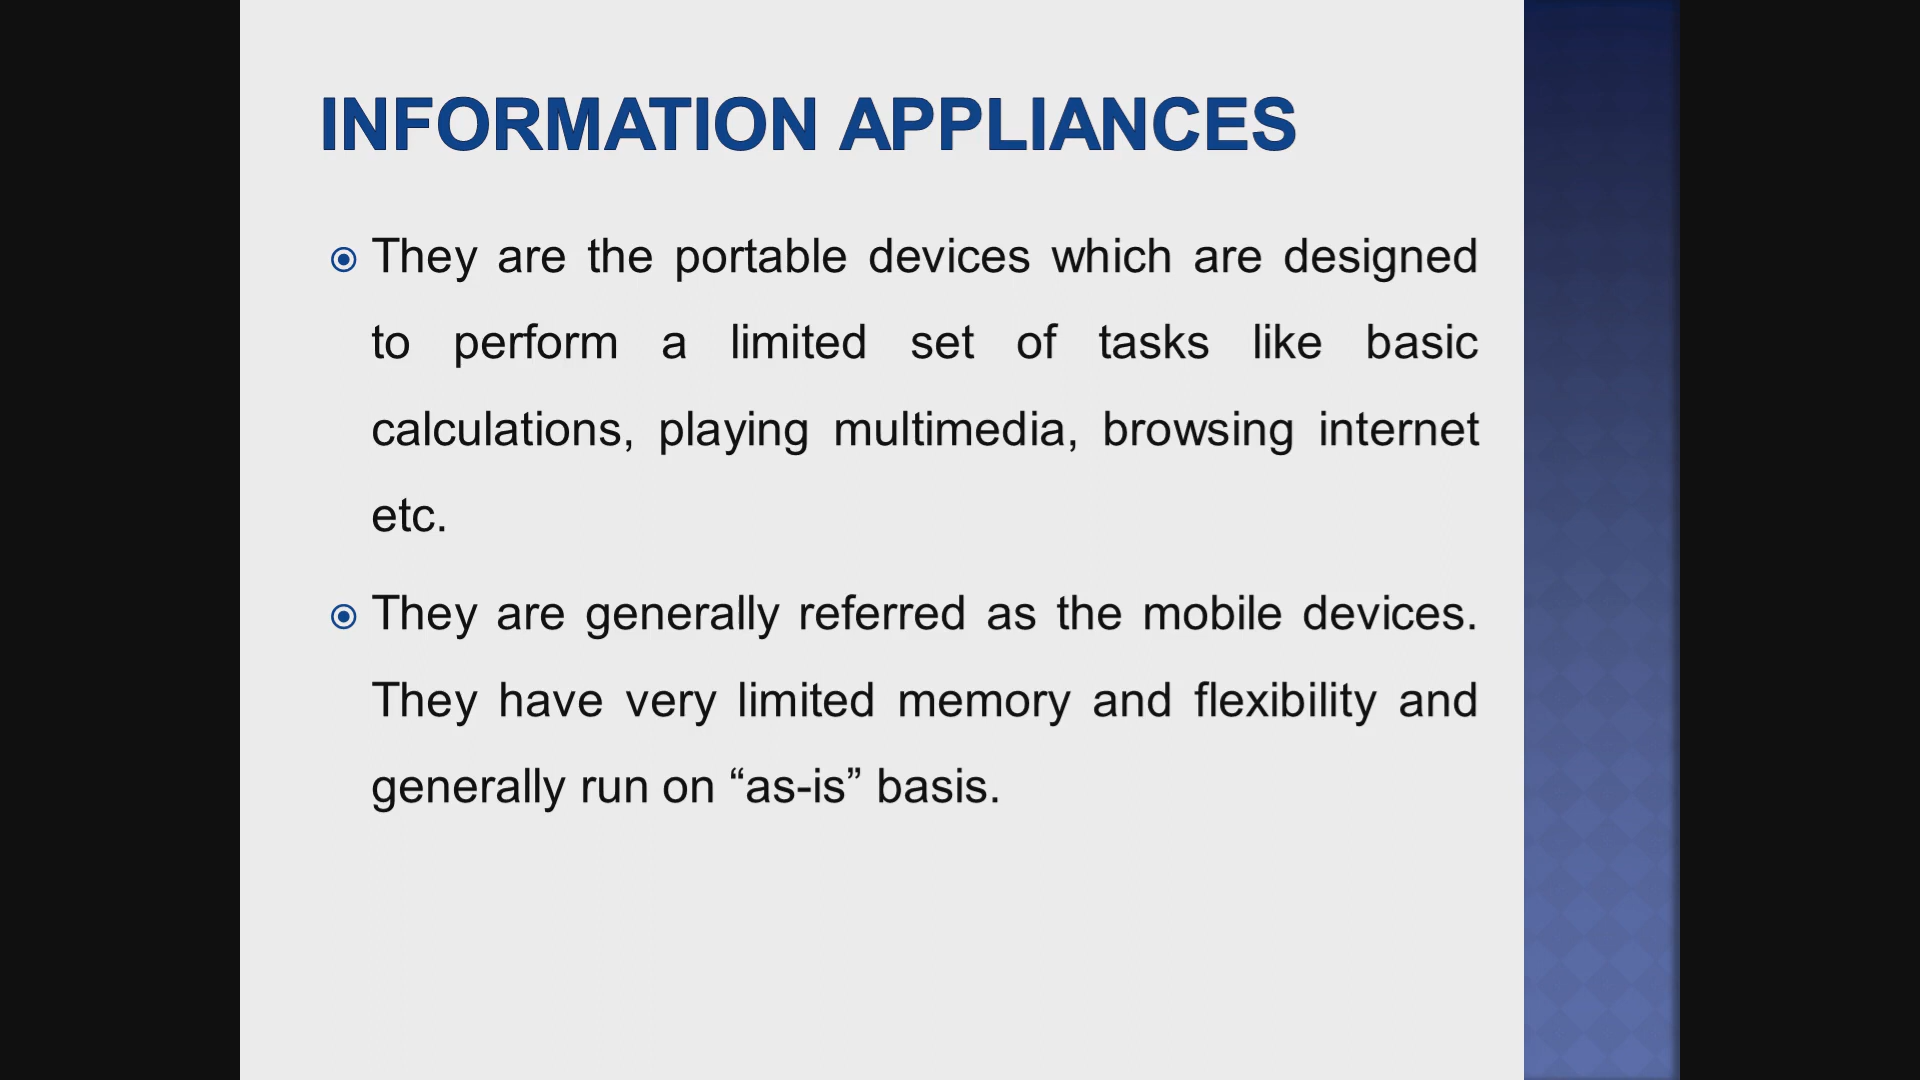 INFORMATION APPLIANCES
They are the portable devices which are designed
to perform a limited set of tasks like basic
calculations, playing multimedia, browsing internet
etc.
They are generally referred as the mobile devices.
They have very limited memory and flexibility and
generally run on “as-is” basis.